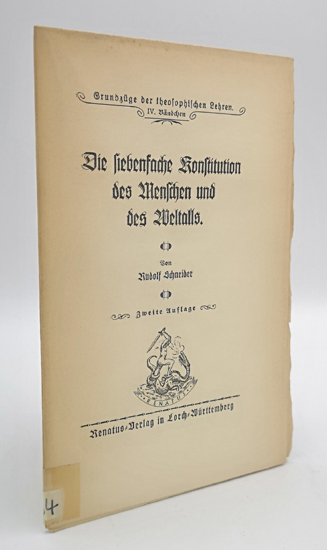 Grundzüge der theosophischen Lehren.
IV. Bändchen
Die siebenfache Konstitution
des Menschen und
des Weltalls.
Von
Rudolf Schneider
Zweite Auflage
RENATUS
Renatus-Verlag in Lorch-Württemberg
4